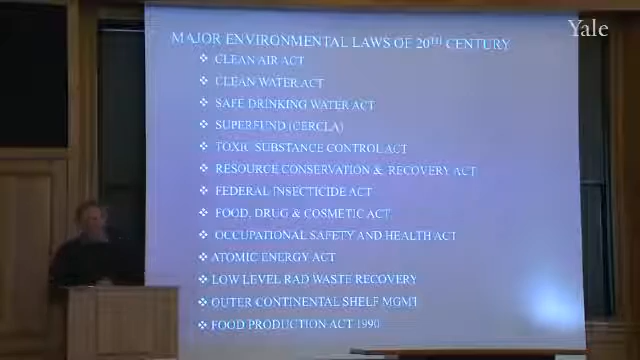 Yale
MAJOR ENVIRONMENTAL LAWS OF 20TH CENTURY
❖ CLEAN AIR ACT
❖ CLEAN WATER ACT
❖ SAFE DRINKING WATER ACT
❖ SUPERFUND (CERCLA)
❖ TOXIC SUBSTANCE CONTROL ACT
❖ RESOURCE CONSERVATION & RECOVERY ACT
❖ FEDERAL INSECTICIDE ACT
❖ FOOD, DRUG & COSMETIC ACT
❖ OCCUPATIONAL SAFETY AND HEALTH ACT
❖ ATOMIC ENERGY ACT
❖ LOW LEVEL RAD WASTE RECOVERY
❖ OUTER CONTINENTAL SHELF MGMT
❖ FOOD PRODUCTION ACT 1990